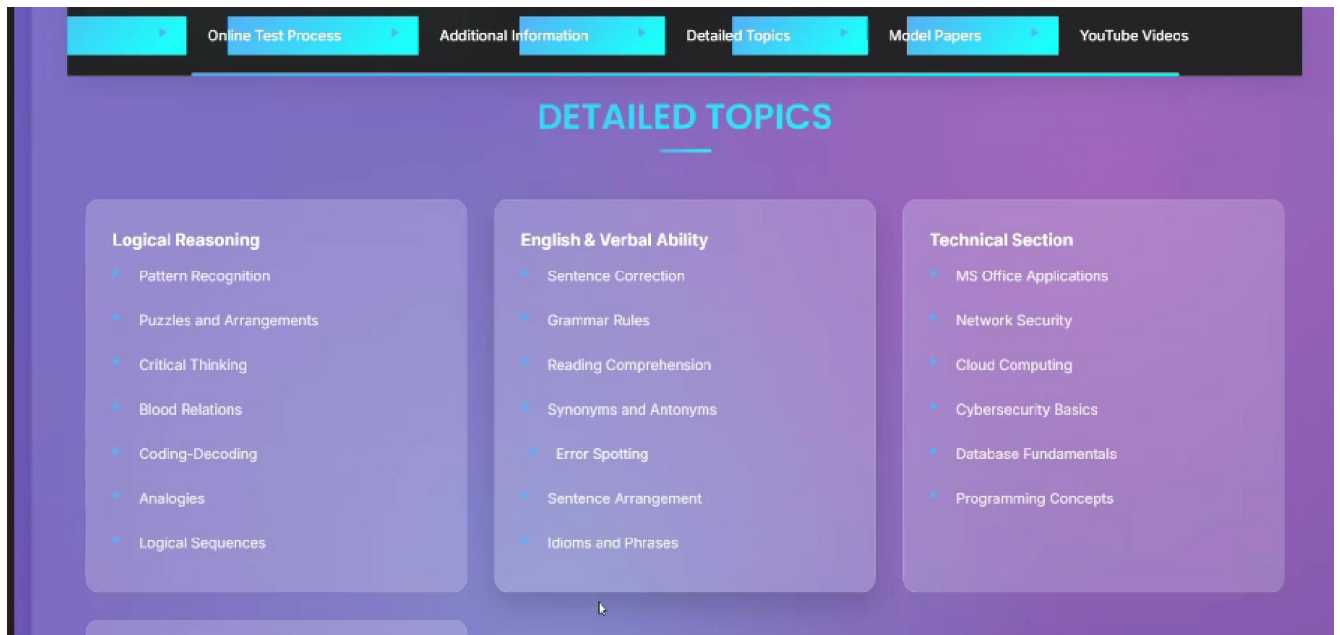 Online Test Process Additional Information Detailed Topics Model Papers YouTube Videos
DETAILED TOPICS
Logical Reasoning
Pattern Recognition
Puzzles and Arrangements
Critical Thinking
Blood Relations
Coding-Decoding
Analogies
Logical Sequences
English & Verbal Ability
Sentence Correction
Grammar Rules
Reading Comprehension
Synonyms and Antonyms
Error Spotting
Sentence Arrangement
Idioms and Phrases
Technical Section
MS Office Applications
Network Security
Cloud Computing
Cybersecurity Basics
Database Fundamentals
Programming Concepts